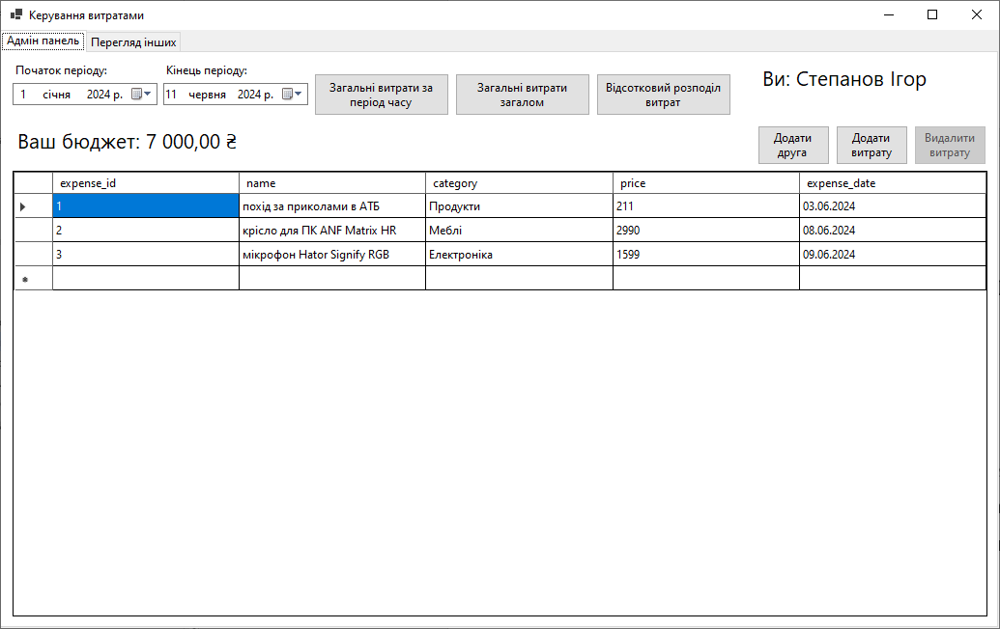 Керування витратами
Адмін панель Перегляд інших
Початок періоду: Кінець періоду:
1 січня 2024 р. 11 червня 2024 р.
Загальні витрати за
період часу
Загальні витрати
загалом
Відсотковий розподіл
витрат
Ви: Степанов Ігор
Ваш бюджет: 7 000,00 ₴
Додати
друга
Додати
витрату
Видалити
витрату
expense_id name category price expense_date
1 похід за приколами в АТБ Продукти 211 03.06.2024
2 крісло для ПК ANF Matrix HR Меблі 2990 08.06.2024
3 мікрофон Hator Signify RGB Електроніка 1599 09.06.2024